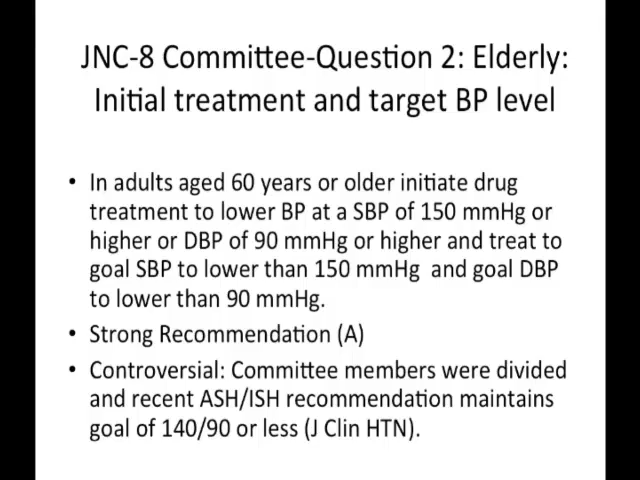 JNC-8 Committee-Question 2: Elderly:
Initial treatment and target BP level
• In adults aged 60 years or older initiate drug
treatment to lower BP at a SBP of 150 mmHg or
higher or DBP of 90 mmHg or higher and treat to
goal SBP to lower than 150 mmHg and goal DBP
to lower than 90 mmHg.
• Strong Recommendation (A)
• Controversial: Committee members were divided
and recent ASH/ISH recommendation maintains
goal of 140/90 or less (J Clin HTN).